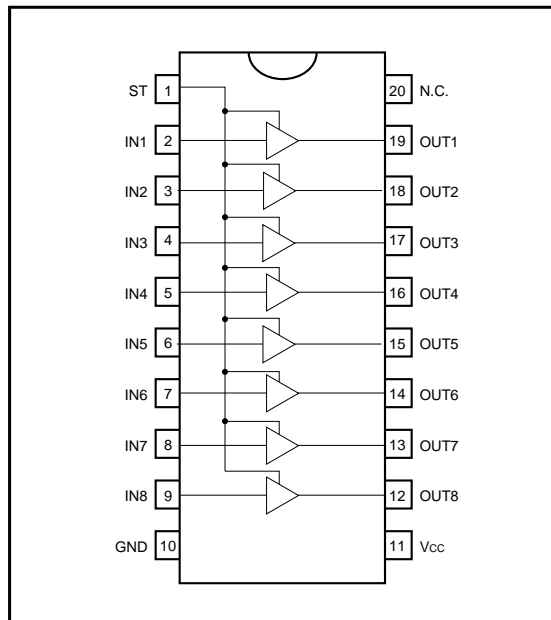 ST 1 20 N.C.
IN1 2 19 OUT1
IN2 3 18 OUT2
IN3 4 17 OUT3
IN4 5 16 OUT4
IN5 6 15 OUT5
IN6 7 14 OUT6
IN7 8 13 OUT7
IN8 9 12 OUT8
GND 10 11 Vcc